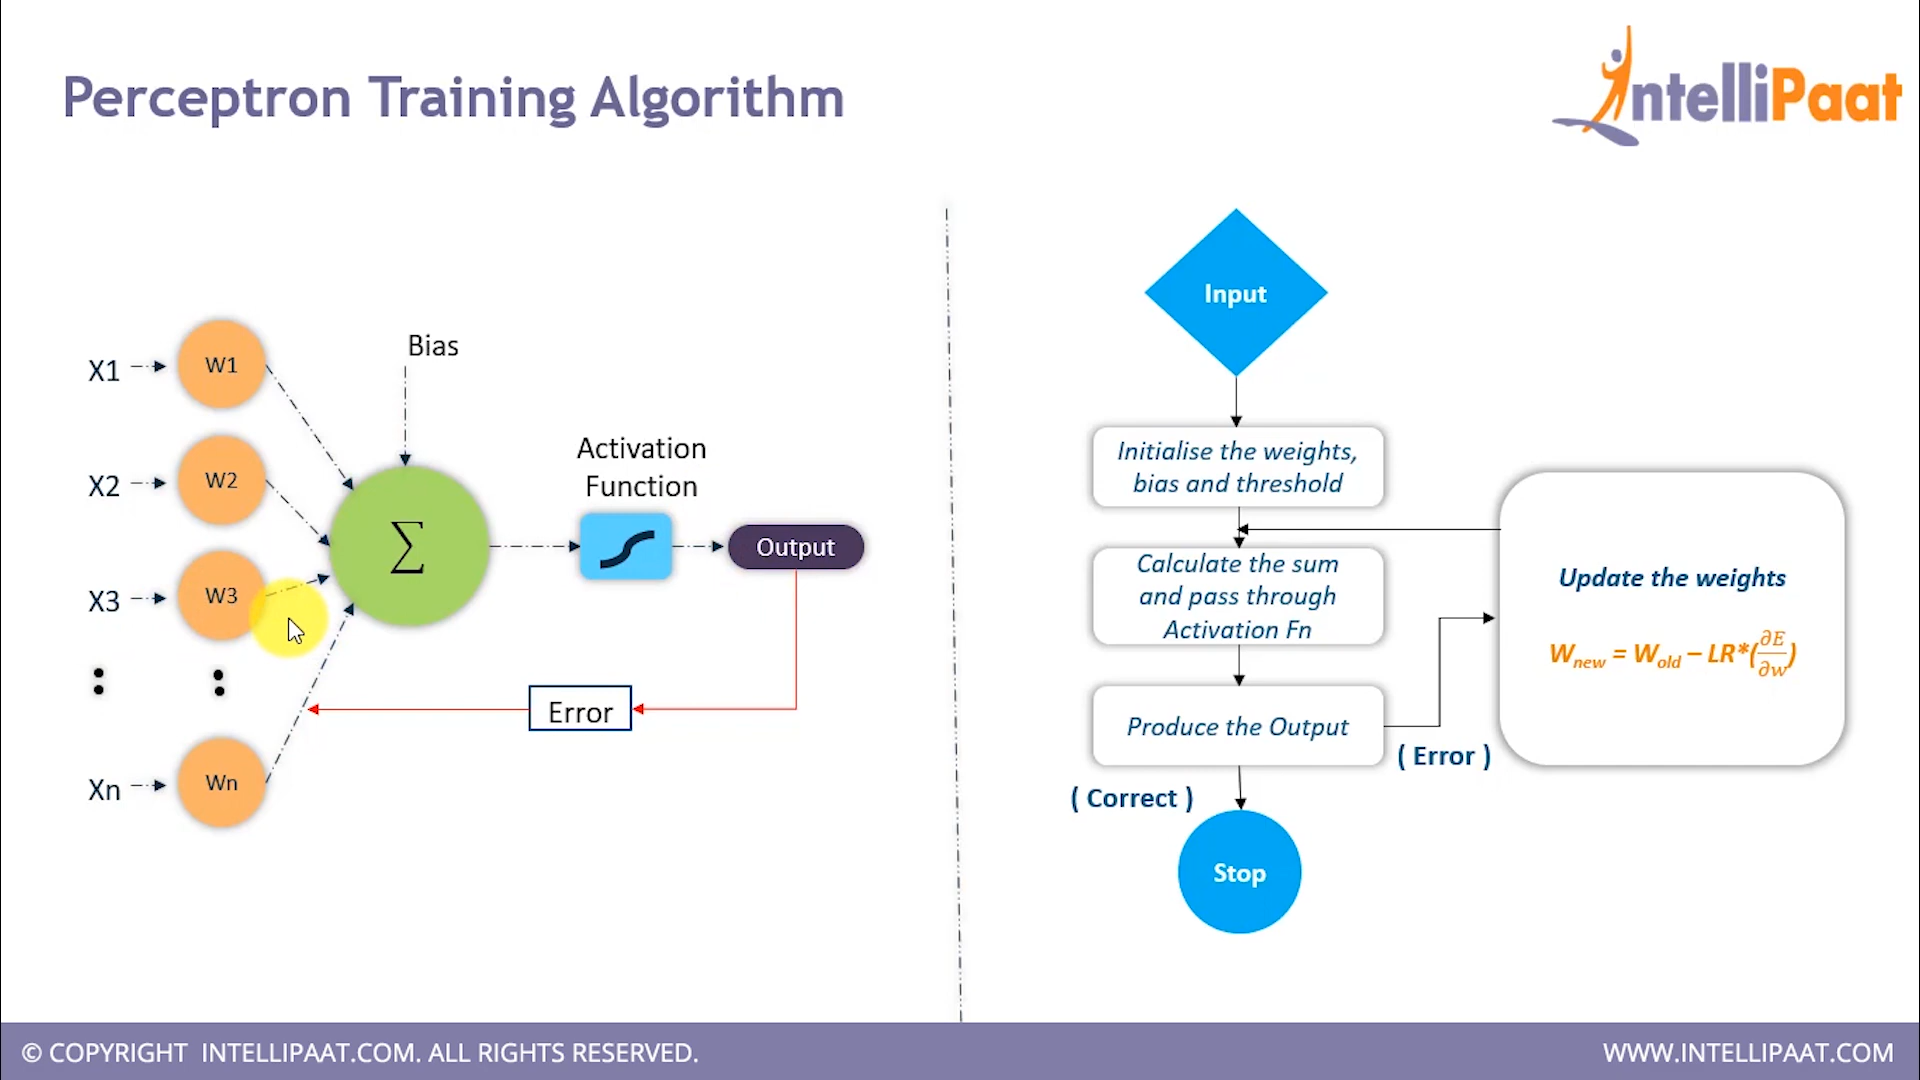 Perceptron Training Algorithm
IntelliPaat
X1
W1
X2
W2
X3
W3
Xn
Wn
Bias
∑
Activation
Function
Output
Error
Input
Initialise the weights,
bias and threshold
Calculate the sum
and pass through
Activation Fn
Produce the Output
( Error )
( Correct )
Stop
Update the weights
Wnew = Wold – LR*(∂E/∂w)
© COPYRIGHT INTELLIPAAT.COM. ALL RIGHTS RESERVED.
WWW.INTELLIPAAT.COM